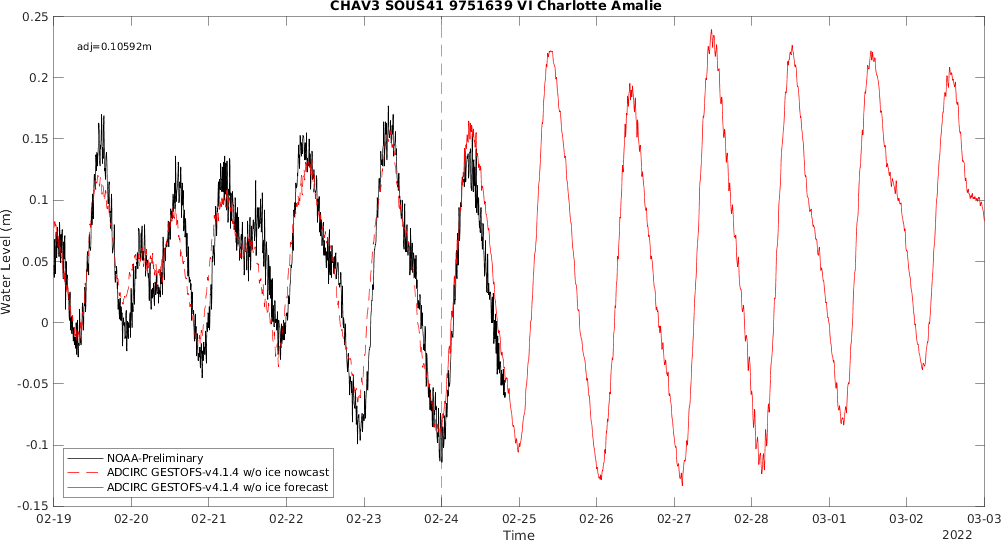 CHAV3 SOUS41 9751639 VI Charlotte Amalie
adj=0.10592m
0.25
0.2
0.15
0.1
0.05
0
-0.05
-0.1
-0.15
Water Level (m)
NOAA-Preliminary
ADCIRC GESTOFS-v4.1.4 w/o ice nowcast
ADCIRC GESTOFS-v4.1.4 w/o ice forecast
02-19 02-20 02-21 02-22 02-23 02-24 02-25 02-26 02-27 02-28 03-01 03-02 03-03
Time
2022